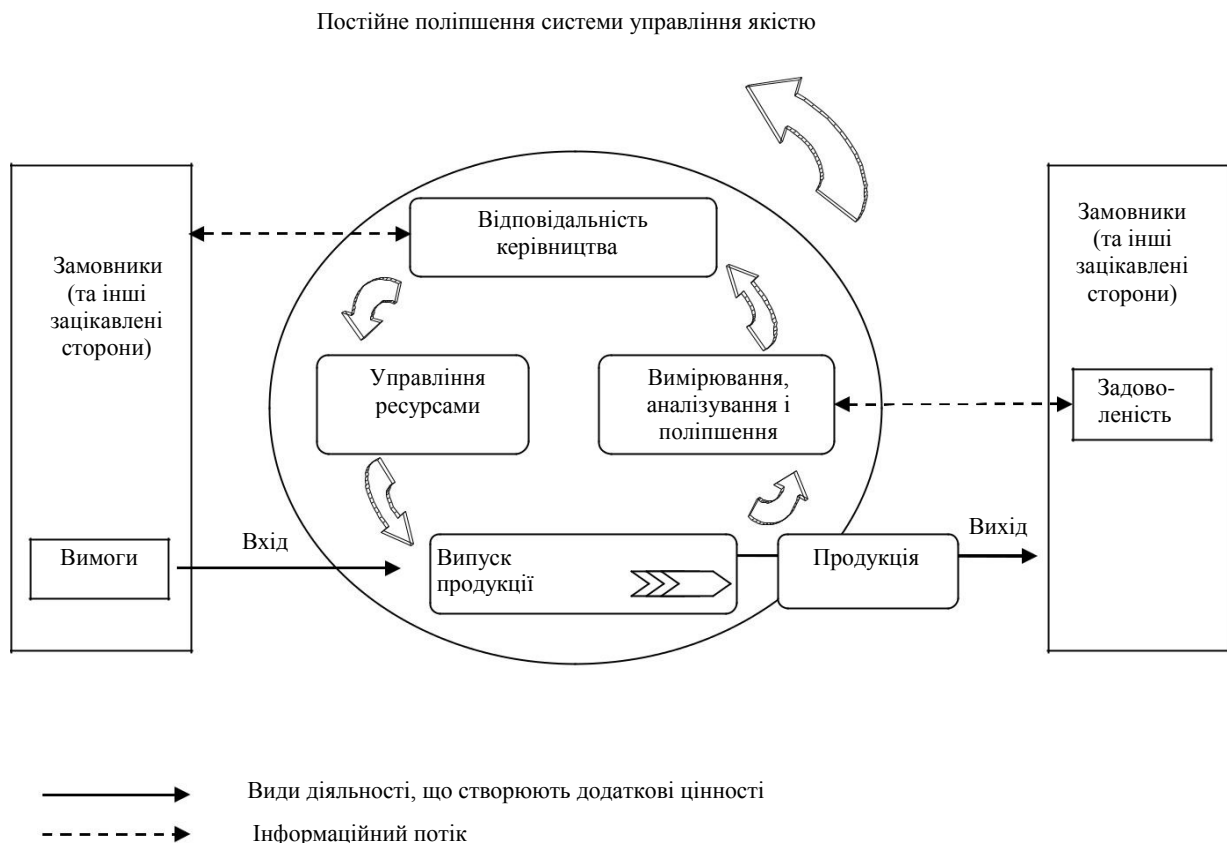 Постійне поліпшення системи управління якістю
Замовники
(та інші
зацікавлені
сторони)
Вимоги
Вхід
Відповідальність
керівництва
Управління
ресурсами
Вимірювання,
аналізування і
поліпшення
Випуск
продукції
Продукція
Вихід
Замовники
(та інші
зацікавлені
сторони)
Задово-
леність
Види діяльності, що створюють додаткові цінності
Інформаційний потік